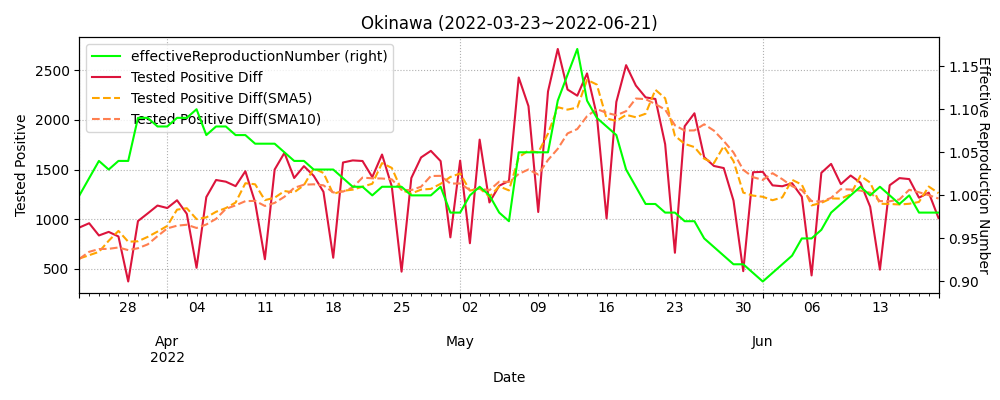 Okinawa (2022-03-23~2022-06-21)
effectiveReproductionNumber (right)
Tested Positive Diff
Tested Positive Diff(SMA5)
Tested Positive Diff(SMA10)
Tested Positive
2500
2000
1500
1000
500
Effective Reproduction Number
1.15
1.10
1.05
1.00
0.95
0.90
28 04 11 18 25 02 09 16 23 30 06 13
Apr May Jun
2022
Date